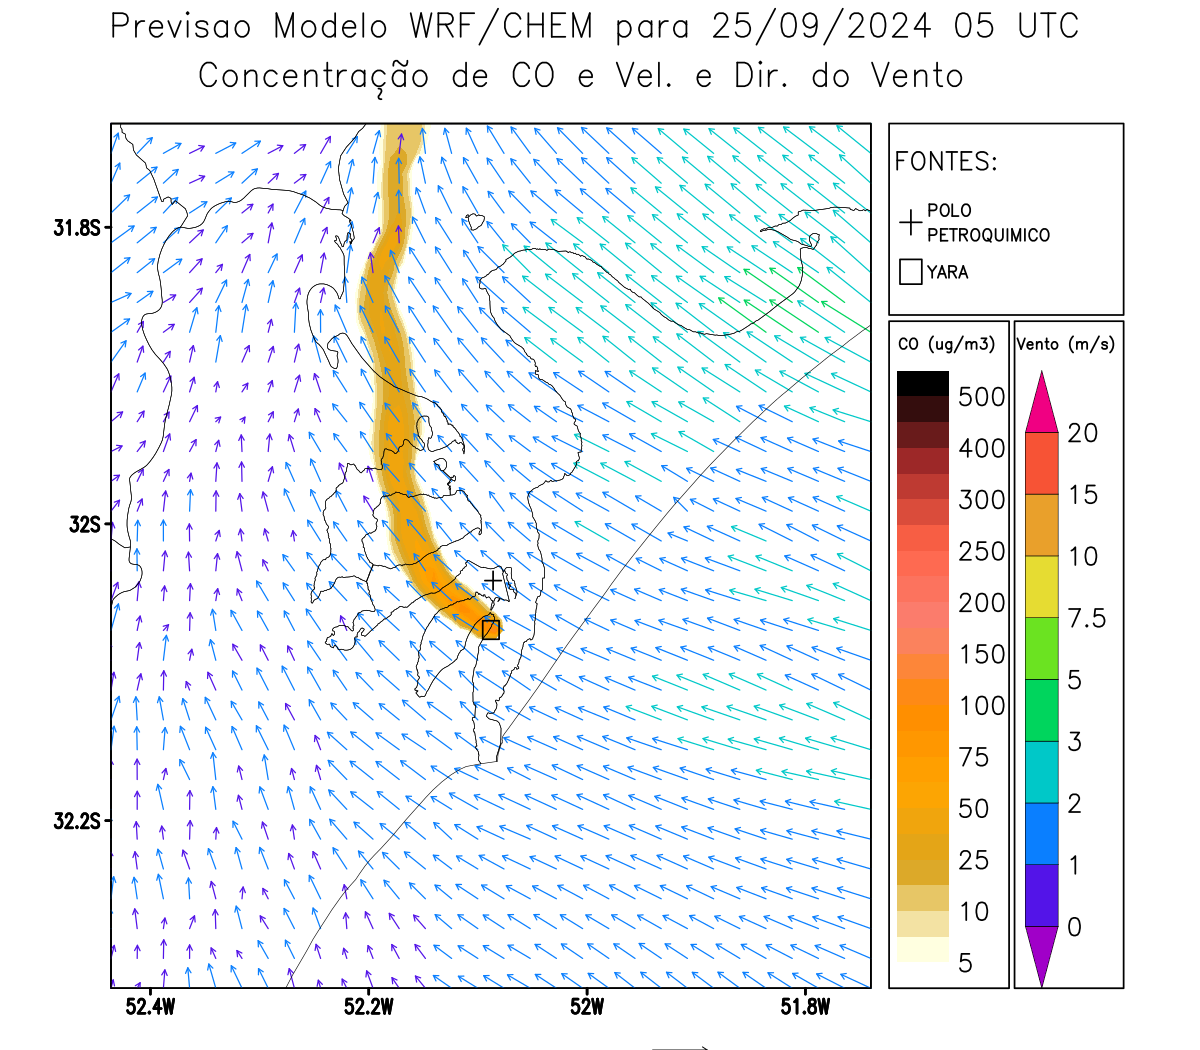 Previsao Modelo WRF/CHEM para 25/09/2024 05 UTC
Concentração de CO e Vel. e Dir. do Vento
FONTES:
POLO
PETROQUIMICO
YARA
CO (ug/m3)
500
400
300
250
200
150
100
75
50
25
10
5
Vento (m/s)
20
15
10
7.5
5
3
2
1
0
31.8S
32S
32.2S
52.4W
52.2W
52W
51.8W